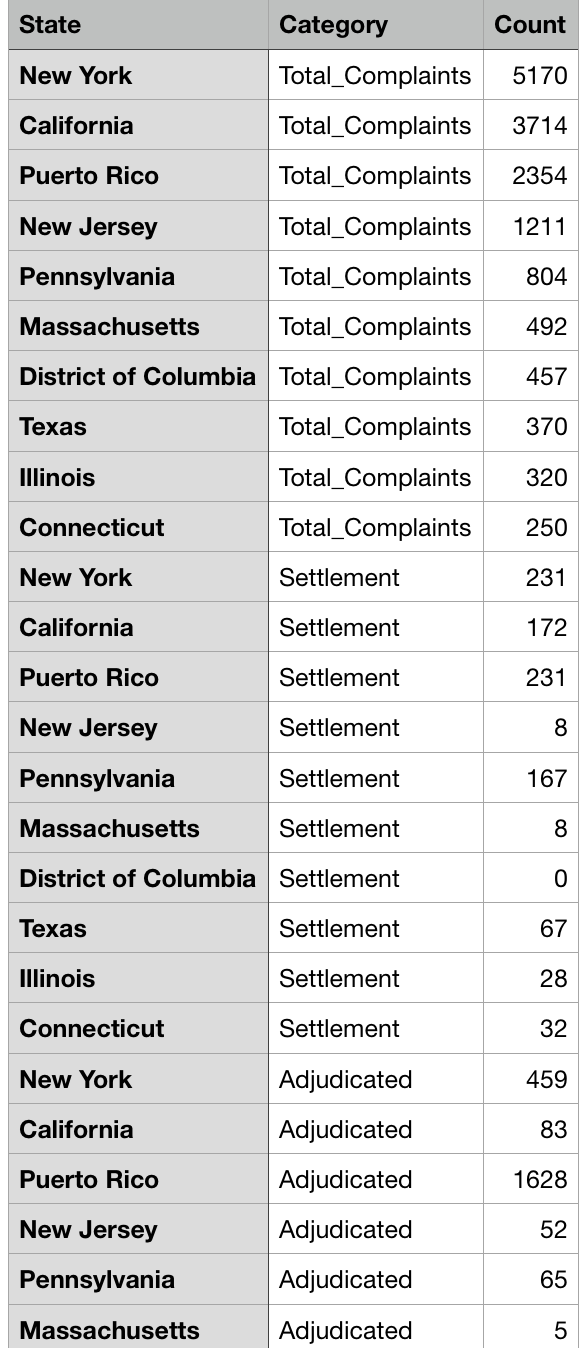 State Category Count
New York Total_Complaints 5170
California Total_Complaints 3714
Puerto Rico Total_Complaints 2354
New Jersey Total_Complaints 1211
Pennsylvania Total_Complaints 804
Massachusetts Total_Complaints 492
District of Columbia Total_Complaints 457
Texas Total_Complaints 370
Illinois Total_Complaints 320
Connecticut Total_Complaints 250
New York Settlement 231
California Settlement 172
Puerto Rico Settlement 231
New Jersey Settlement 8
Pennsylvania Settlement 167
Massachusetts Settlement 8
District of Columbia Settlement 0
Texas Settlement 67
Illinois Settlement 28
Connecticut Settlement 32
New York Adjudicated 459
California Adjudicated 83
Puerto Rico Adjudicated 1628
New Jersey Adjudicated 52
Pennsylvania Adjudicated 65
Massachusetts Adjudicated 5